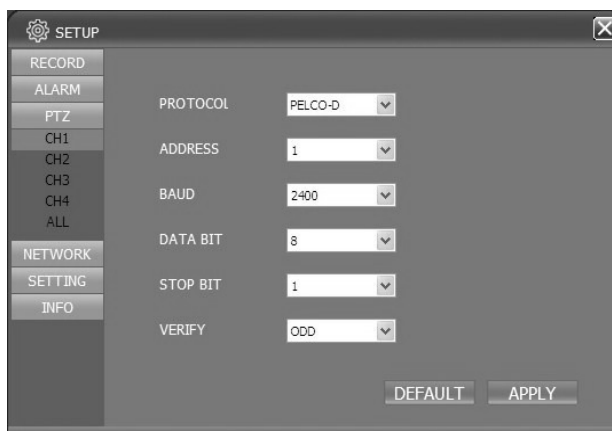 SETUP
RECORD
ALARM
PTZ
CH1
CH2
CH3
CH4
ALL
NETWORK
SETTING
INFO
PROTOCOL PELCO-D
ADDRESS 1
BAUD 2400
DATA BIT 8
STOP BIT 1
VERIFY ODD
DEFAULT APPLY